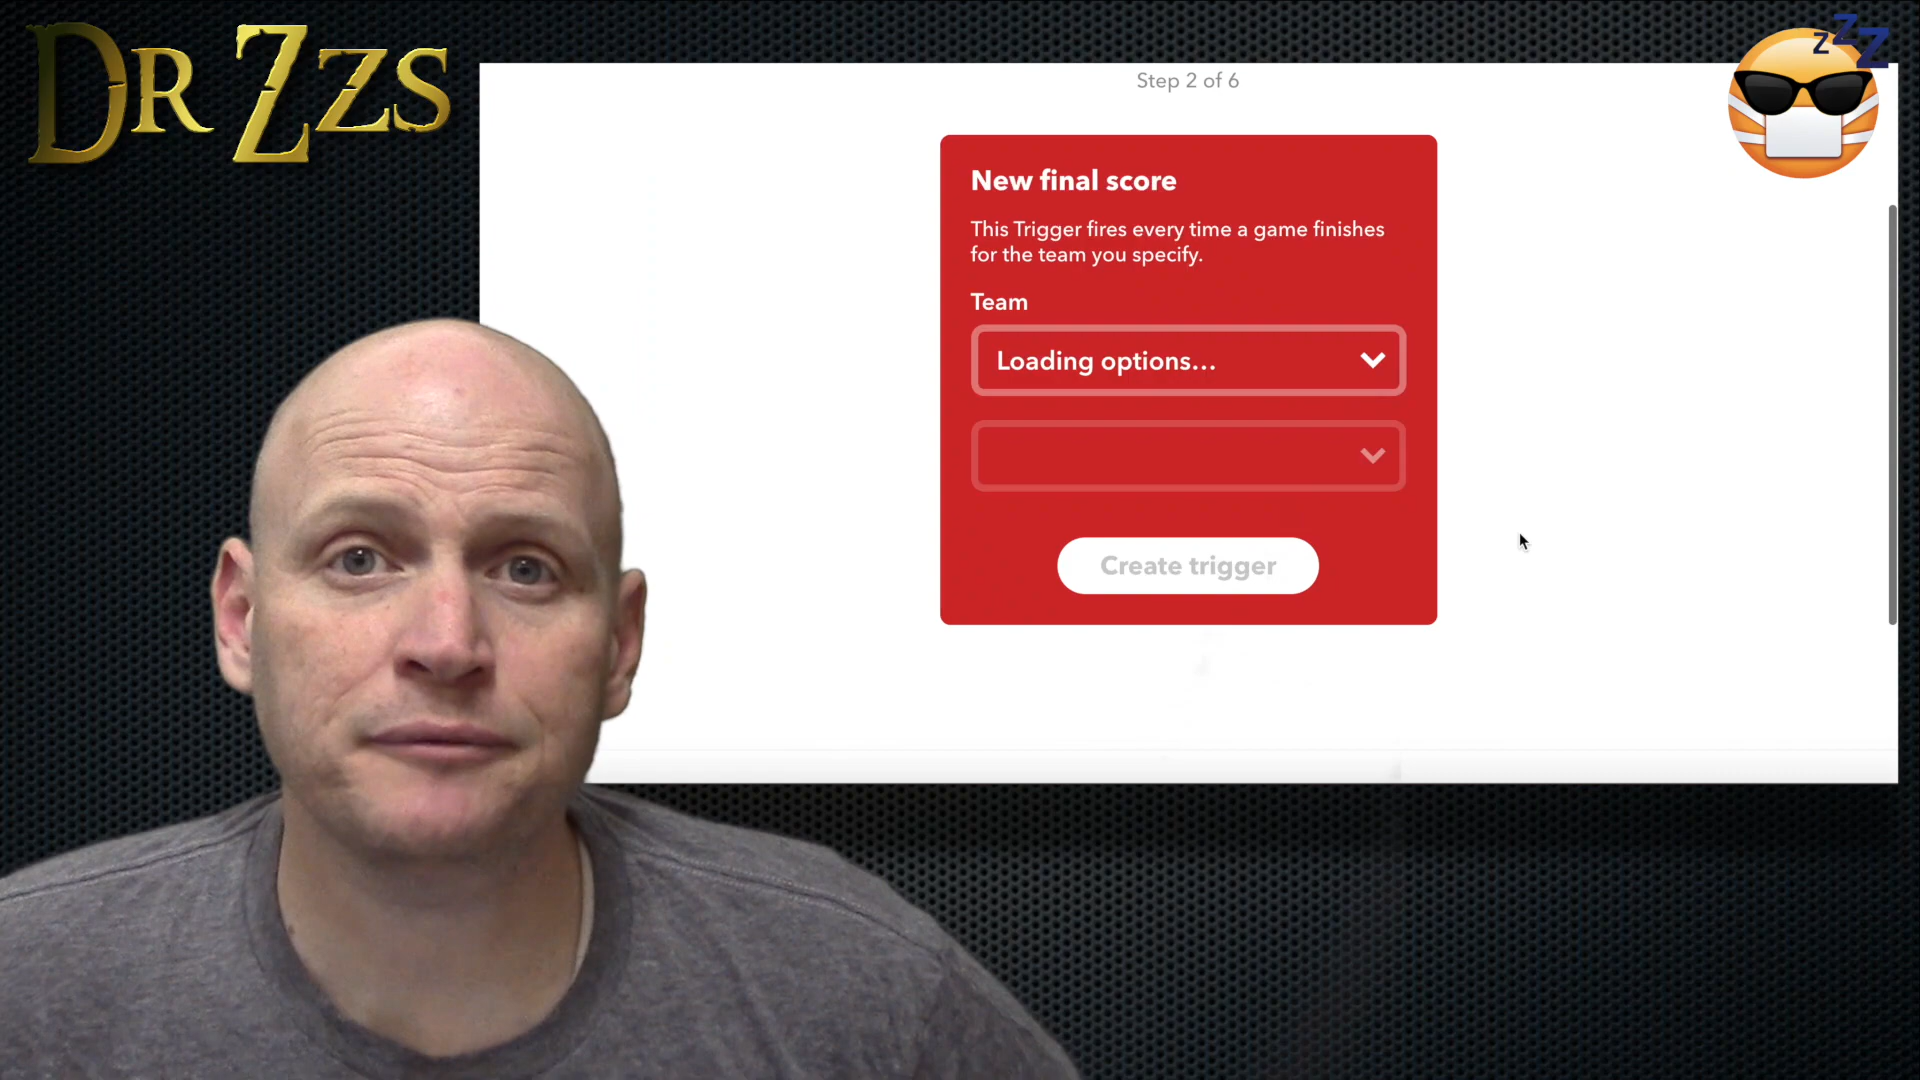 Dr Zzs
zZZ
Step 2 of 6
New final score
This Trigger fires every time a game finishes
for the team you specify.
Team
Loading options...
Create trigger